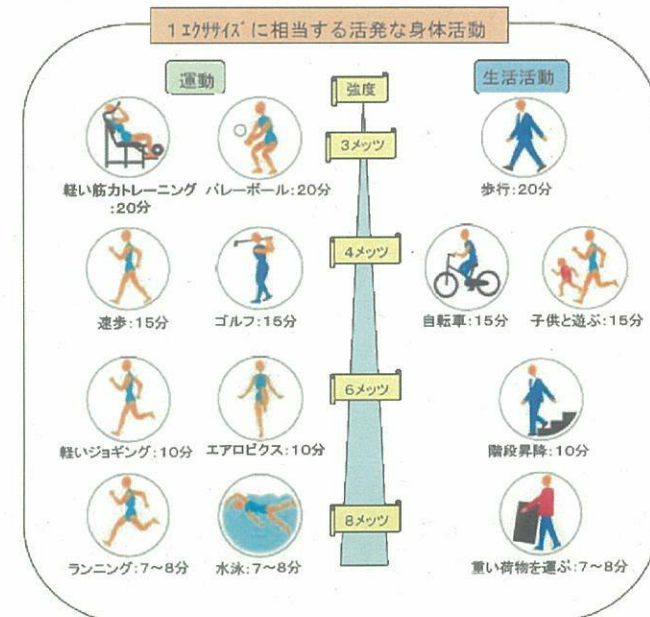 1エクササイズに相当する活発な身体活動
運動
強度
生活活動
3メッツ
軽い筋力トレーニング
:20分
バレーボール:20分
歩行:20分
4メッツ
速歩:15分
ゴルフ:15分
自転車:15分
子供と遊ぶ:15分
6メッツ
軽いジョギング:10分
エアロビクス:10分
階段昇降:10分
8メッツ
ランニング:7～8分
水泳:7～8分
重い荷物を運ぶ:7～8分